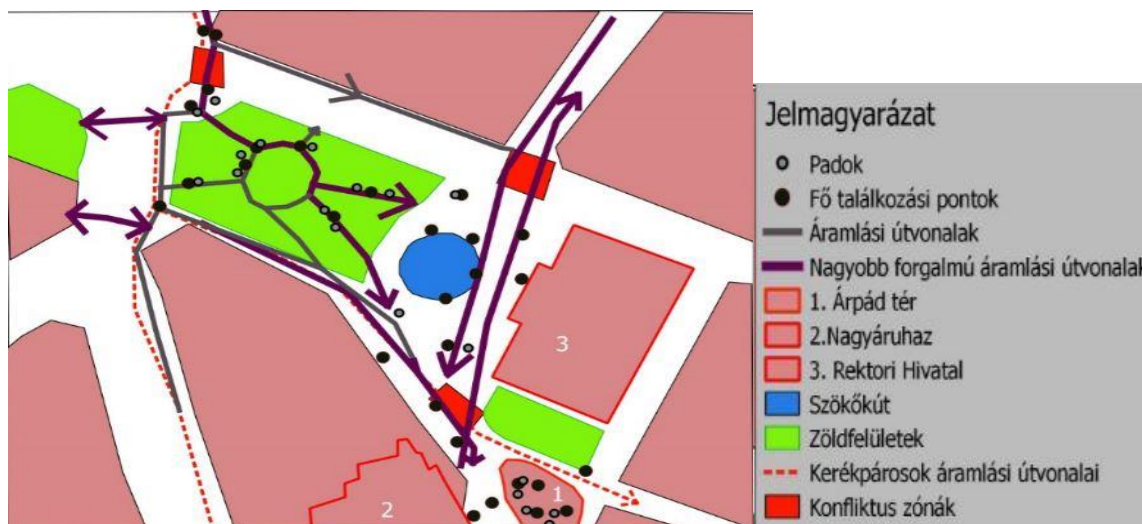 3
2
1
Jelmagyarázat
Padok
Fő találkozási pontok
Áramlási útvonalak
Nagyobb forgalmú áramlási útvonalak
1. Árpád tér
2.Nagyáruhaz
3. Rektori Hivatal
Szökőkút
Zöldfelületek
Kerékpárosok áramlási útvonalai
Konfliktus zónák